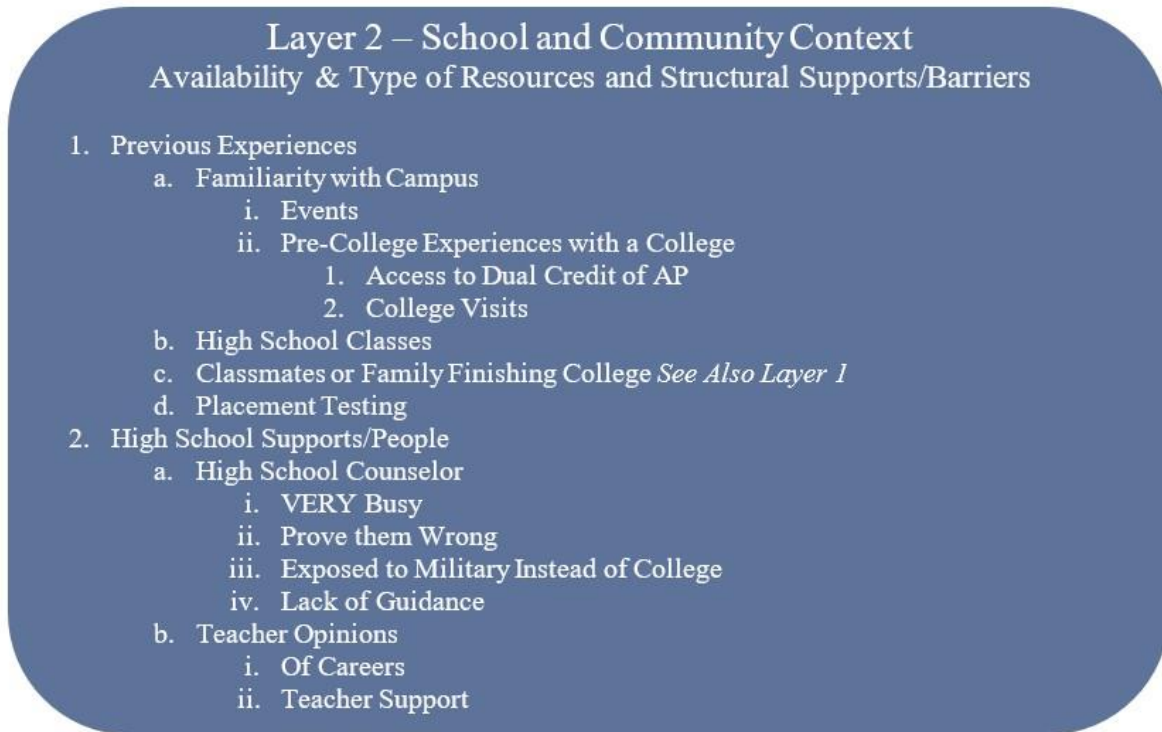 Layer 2 – School and Community Context
Availability & Type of Resources and Structural Supports/Barriers
1. Previous Experiences
a. Familiarity with Campus
i. Events
ii. Pre-College Experiences with a College
1. Access to Dual Credit of AP
2. College Visits
b. High School Classes
c. Classmates or Family Finishing College See Also Layer 1
d. Placement Testing
2. High School Supports/People
a. High School Counselor
i. VERY Busy
ii. Prove them Wrong
iii. Exposed to Military Instead of College
iv. Lack of Guidance
b. Teacher Opinions
i. Of Careers
ii. Teacher Support